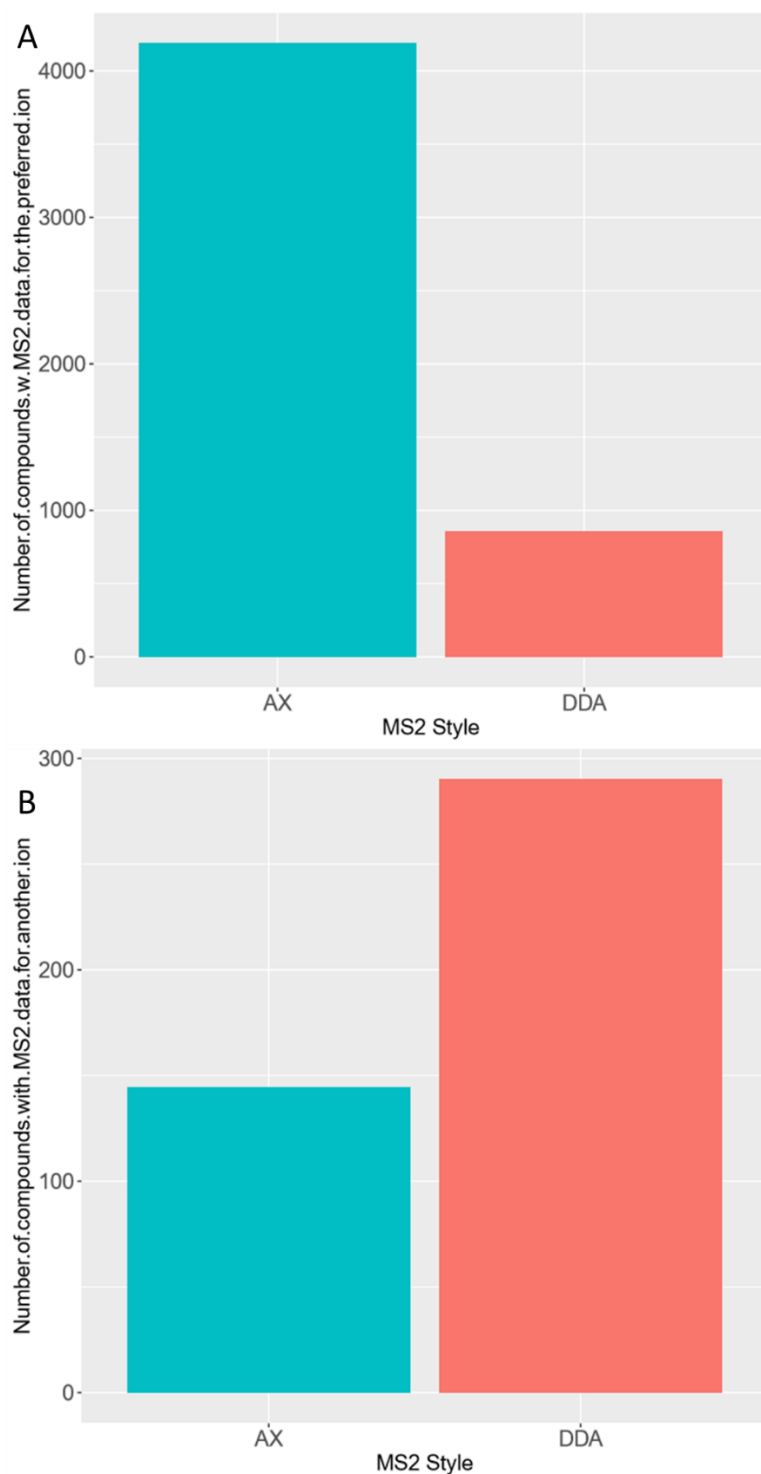 A
Number.of.compounds.w.MS2.data.for.the.preferred.ion
4000
3000
2000
1000
0
AX DDA
MS2 Style
B
Number.of.compounds.with.MS2.data.for.another.ion
300
200
100
0
AX DDA
MS2 Style